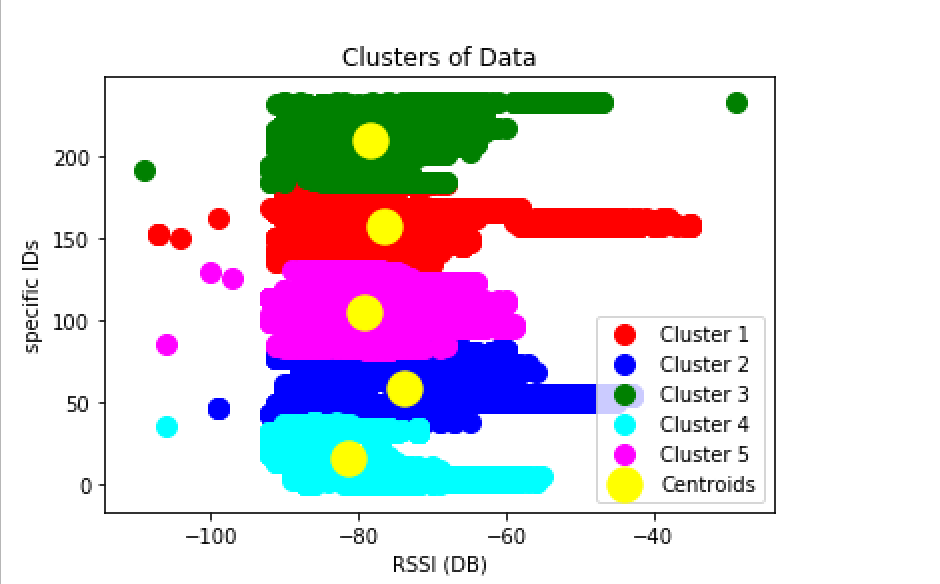 Clusters of Data
200
150
100
50
0
specific IDs
Cluster 1
Cluster 2
Cluster 3
Cluster 4
Cluster 5
Centroids
−100 −80 −60 −40
RSSI (DB)